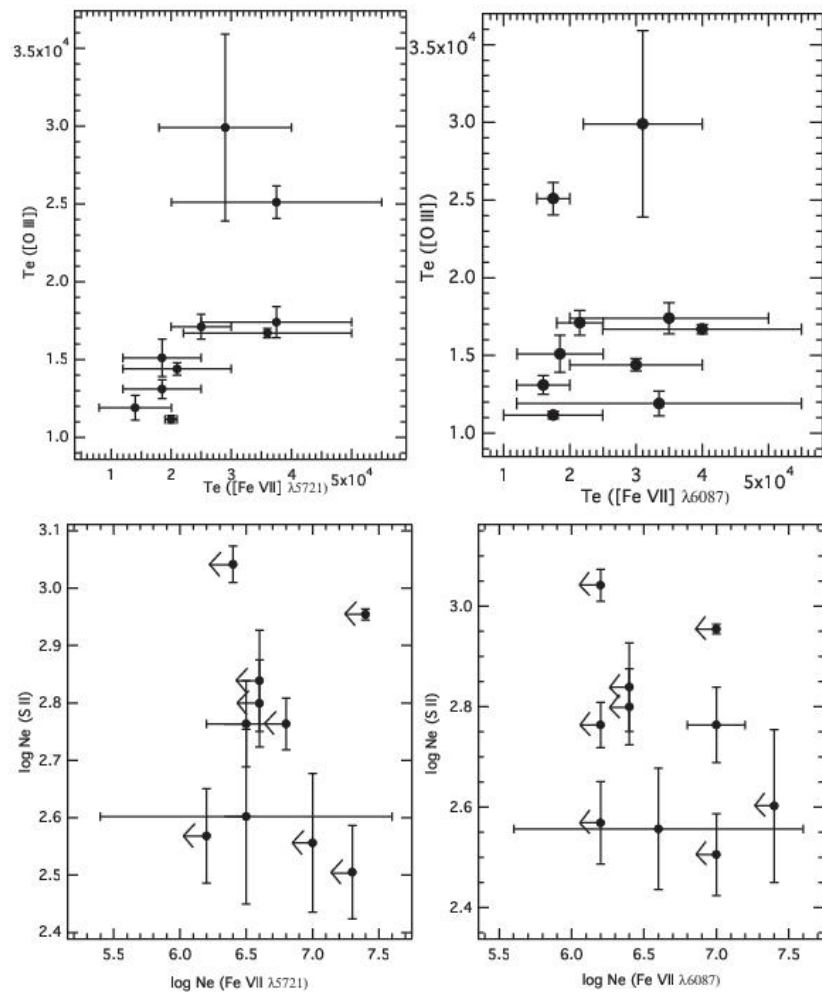 3.5x10⁴
3.0
2.5
2.0
1.5
1.0
Te ([O III])
1 2 3 4 5x10⁴
Te ([Fe VII] λ5721)
3.5x10⁴
3.0
2.5
2.0
1.5
1.0
Te ([O III])
1 2 3 4 5x10⁴
Te ([Fe VII] λ6087)
3.1
3.0
2.9
2.8
2.7
2.6
2.5
2.4
log Ne (S II)
5.5 6.0 6.5 7.0 7.5
log Ne (Fe VII λ5721)
3.0
2.8
2.6
2.4
log Ne (S II)
5.5 6.0 6.5 7.0 7.5
log Ne (Fe VII λ6087)